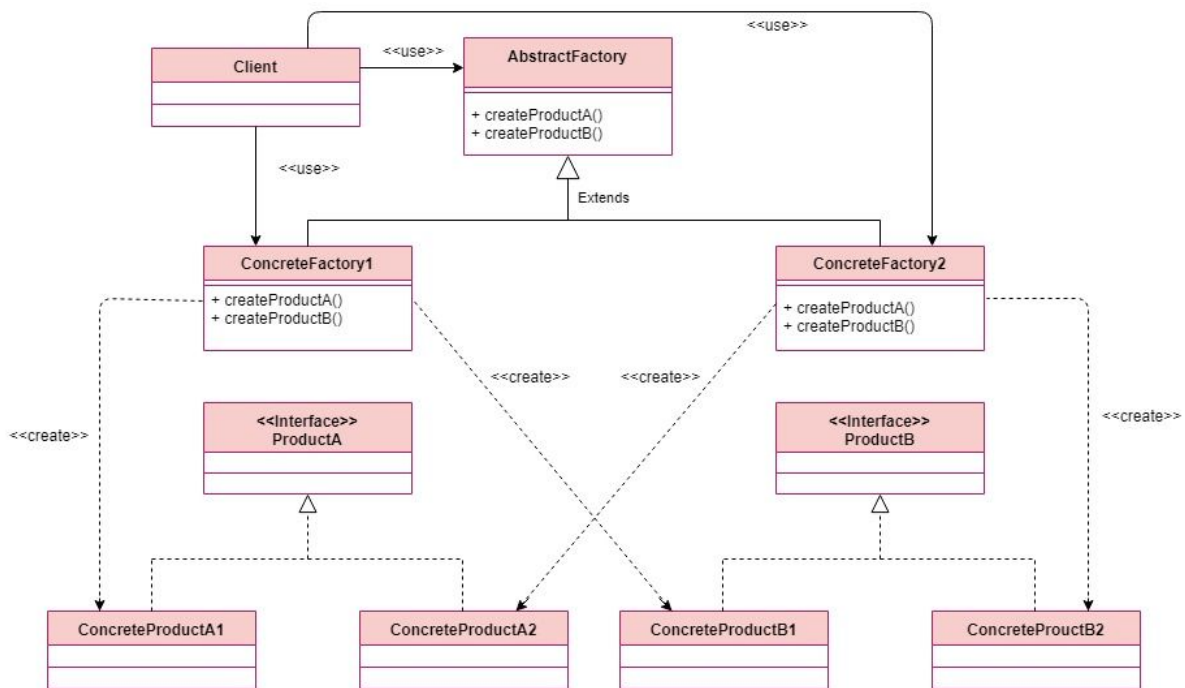 <<use>>
<<use>>
Client
AbstractFactory
+ createProductA()
+ createProductB()
<<use>>
Extends
ConcreteFactory1
+ createProductA()
+ createProductB()
ConcreteFactory2
+ createProductA()
+ createProductB()
<<create>>
<<create>>
<<create>>
<<create>>
<<Interface>>
ProductA
<<Interface>>
ProductB
ConcreteProductA1
ConcreteProductA2
ConcreteProductB1
ConcreteProuctB2